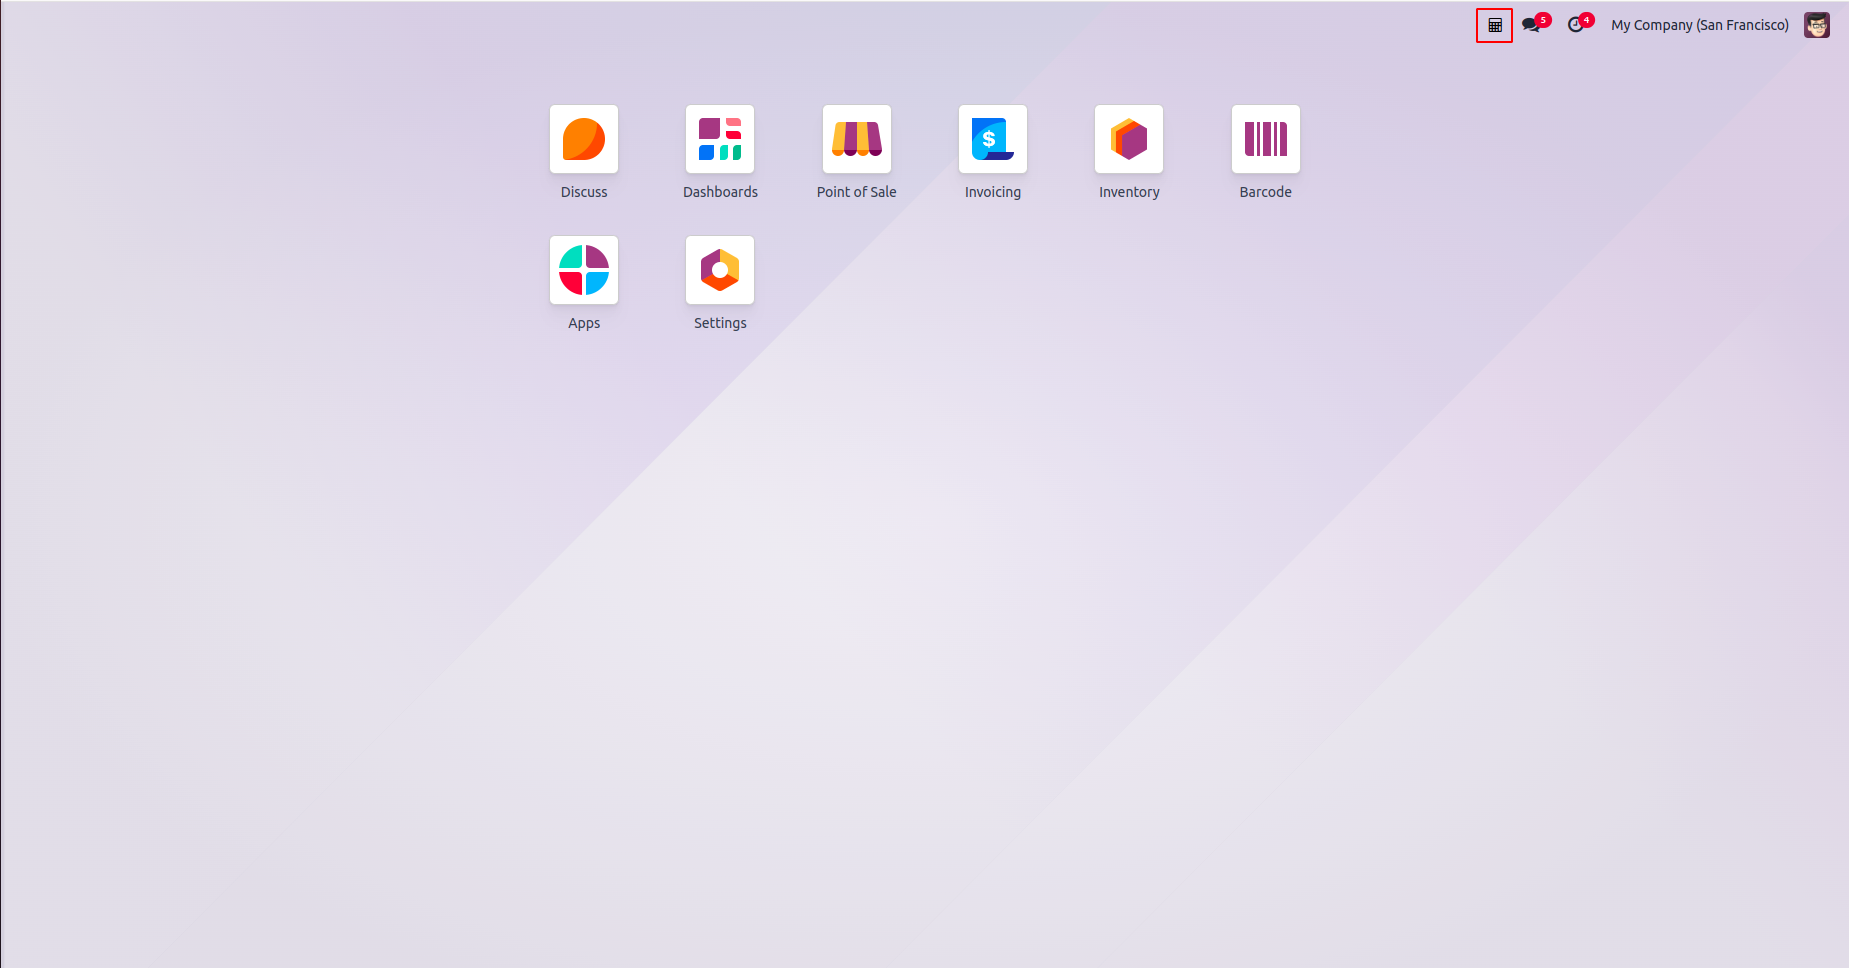 5
4
My Company (San Francisco)
Discuss
Dashboards
Point of Sale
$
Invoicing
Inventory
Barcode
Apps
Settings